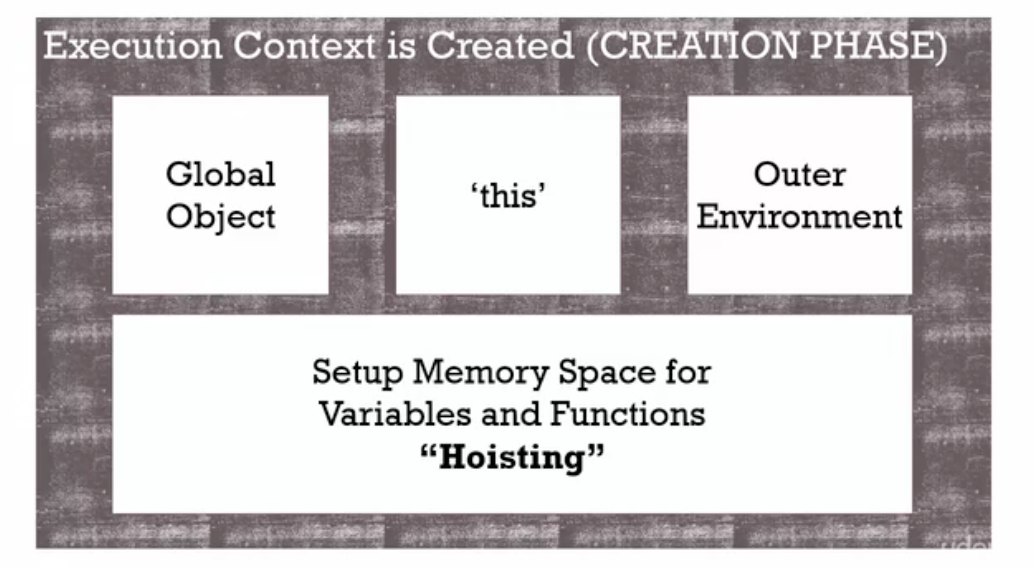 Execution Context is Created (CREATION PHASE)
Global
Object
‘this’
Outer
Environment
Setup Memory Space for
Variables and Functions
“Hoisting”